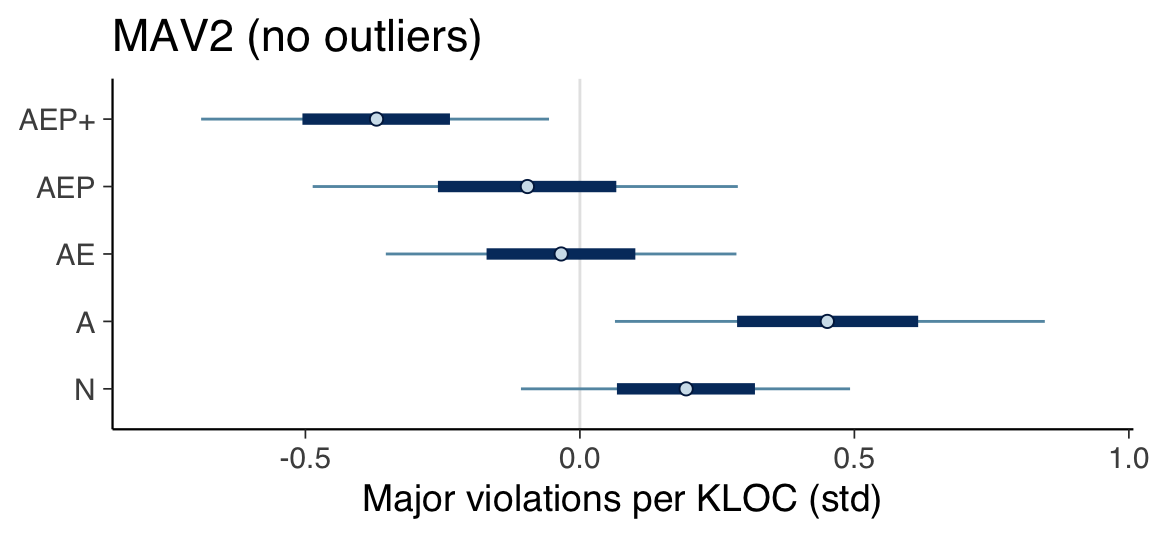 MAV2 (no outliers)
AEP+
AEP
AE
A
N
-0.5 0.0 0.5 1.0
Major violations per KLOC (std)